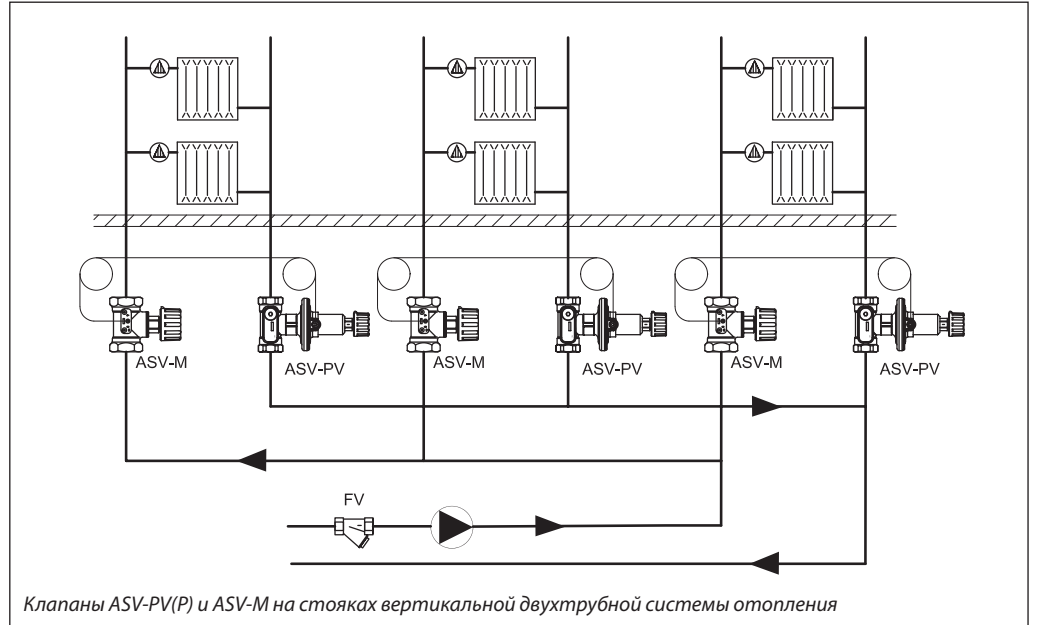 ASV-M
ASV-PV
ASV-M
ASV-PV
ASV-M
ASV-PV
FV
Клапаны ASV-PV(P) и ASV-M на стояках вертикальной двухтрубной системы отопления